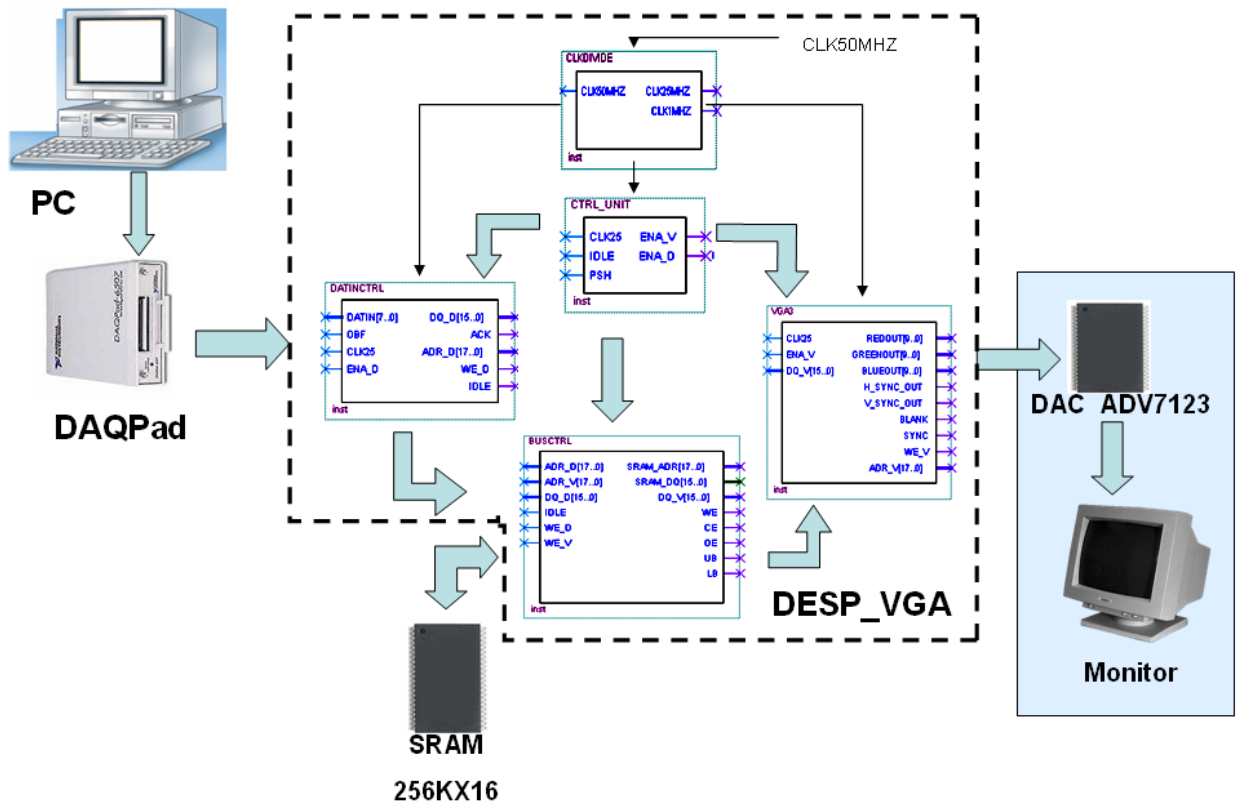 CLK50MHZ
CLKDIVIDE
CLK50MHZ CLK25MHZ
CLK1MHZ
inst
PC
CTRL_UNIT
CLK25 ENA_V
IDLE ENA_D
PSH
inst
DAQPad
DATINCTRL
DATIN[7..0] DQ_D[15..0]
OBF ACK
CLK25 ADR_D[17..0]
ENA_D WE_D
IDLE
inst
VGA3
CLK25 REDOUT[9..0]
ENA_V GREENOUT[9..0]
DQ_V[15..0] BLUEOUT[9..0]
H_SYNC_OUT
V_SYNC_OUT
BLANK
SYNC
WE_V
ADR_V[17..0]
inst
DAC ADV7123
BUSCTRL
ADR_D[17..0] SRAM_ADR[17..0]
ADR_V[17..0] SRAM_DQ[15..0]
DQ_D[15..0] DQ_V[15..0]
IDLE WE
WE_D CE
WE_V OE
UB
LB
inst
DESP_VGA
Monitor
SRAM
256KX16